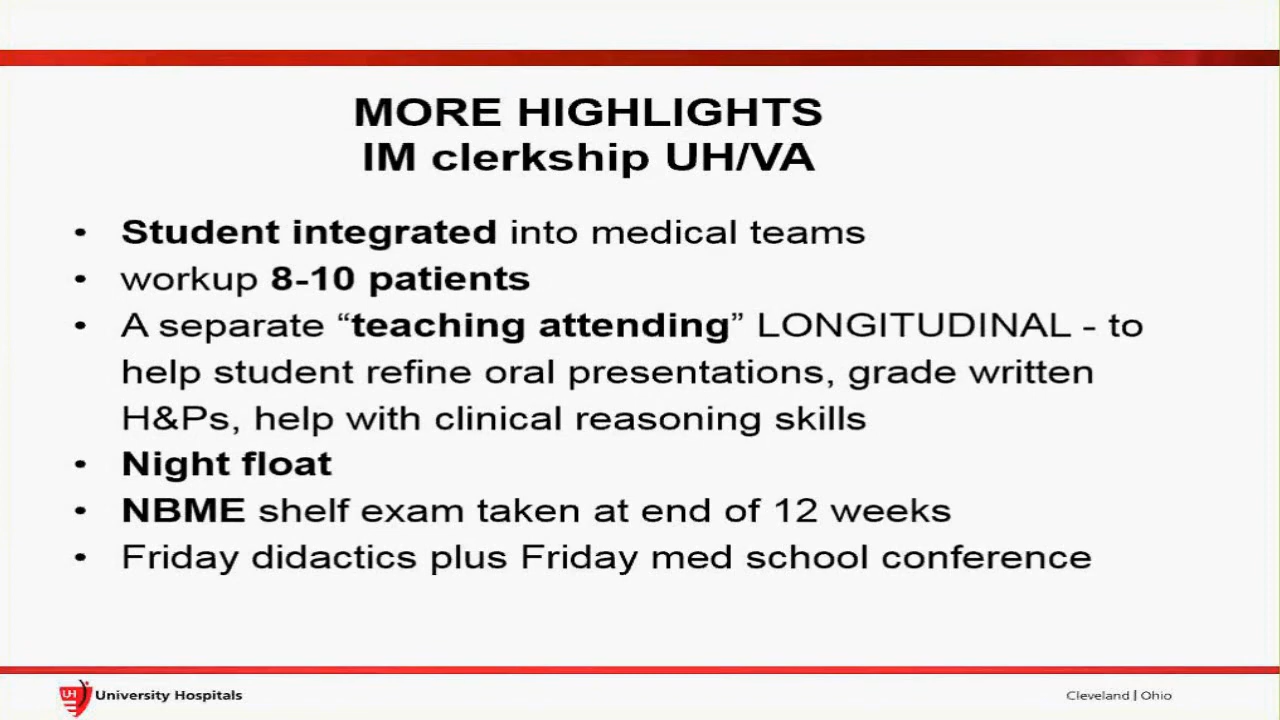 MORE HIGHLIGHTS
IM clerkship UH/VA
• Student integrated into medical teams
• workup 8-10 patients
• A separate “teaching attending” LONGITUDINAL - to
help student refine oral presentations, grade written
H&Ps, help with clinical reasoning skills
• Night float
• NBME shelf exam taken at end of 12 weeks
• Friday didactics plus Friday med school conference
UH University Hospitals
Cleveland | Ohio